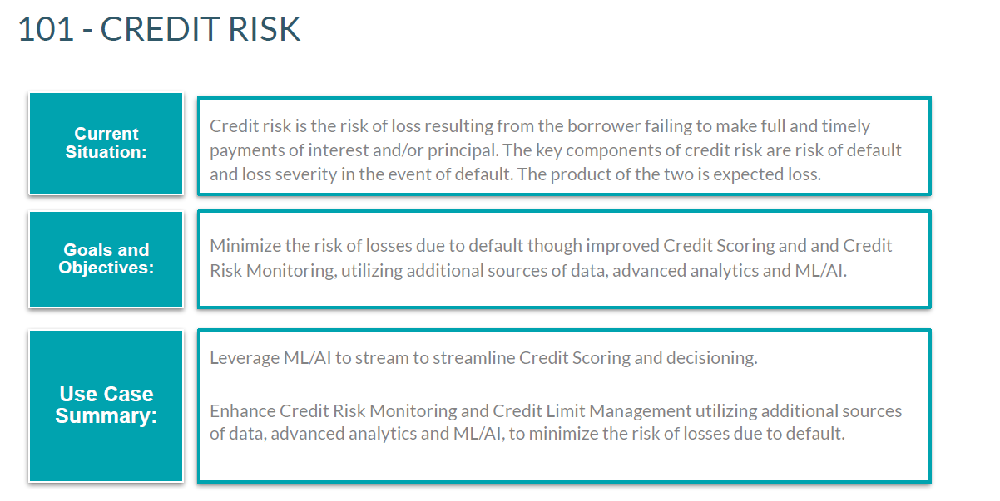 101 - CREDIT RISK
Current
Situation:
Credit risk is the risk of loss resulting from the borrower failing to make full and timely
payments of interest and/or principal. The key components of credit risk are risk of default
and loss severity in the event of default. The product of the two is expected loss.
Goals and
Objectives:
Minimize the risk of losses due to default though improved Credit Scoring and and Credit
Risk Monitoring, utilizing additional sources of data, advanced analytics and ML/AI.
Use Case
Summary:
Leverage ML/AI to stream to streamline Credit Scoring and decisioning.
Enhance Credit Risk Monitoring and Credit Limit Management utilizing additional sources
of data, advanced analytics and ML/AI, to minimize the risk of losses due to default.